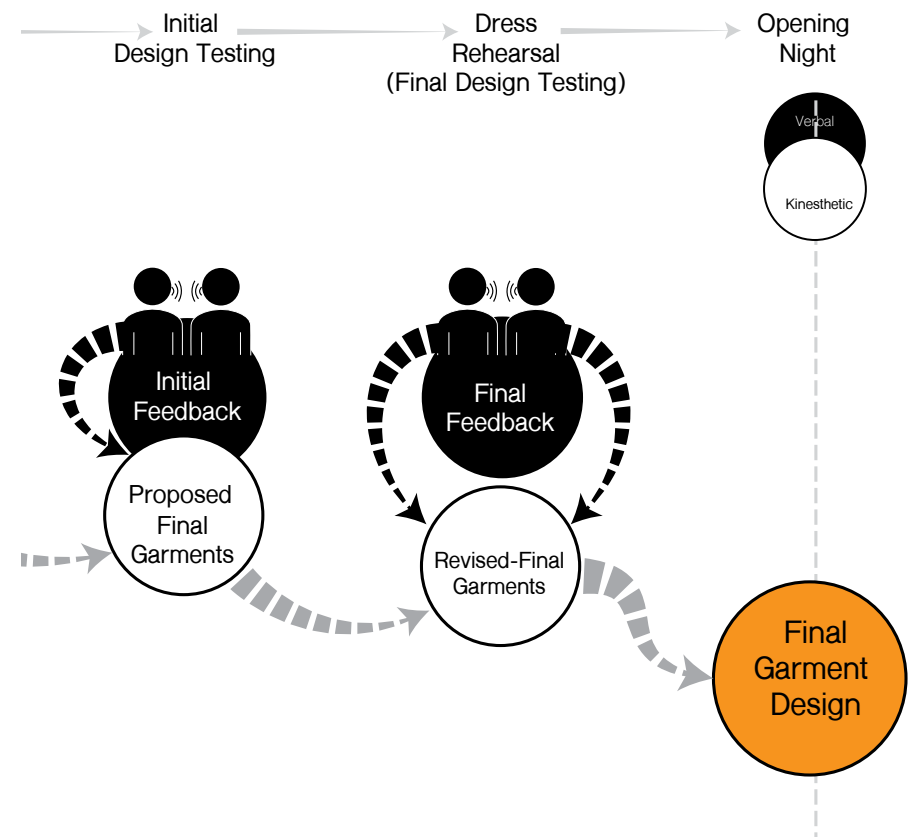 Initial
Design Testing
Dress
Rehearsal
(Final Design Testing)
Opening
Night
Verbal
Kinesthetic
Initial
Feedback
Final
Feedback
Proposed
Final
Garments
Revised-Final
Garments
Final
Garment
Design